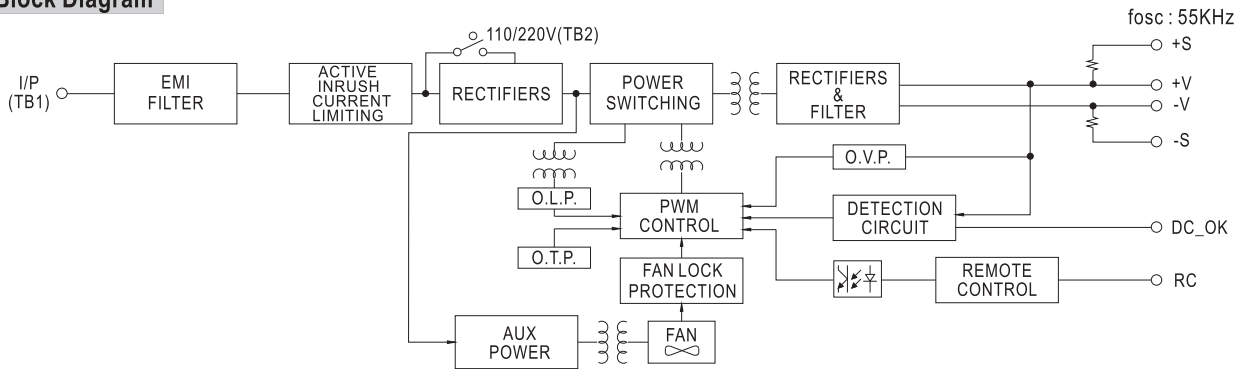 Block Diagram
fosc : 55KHz
110/220V(TB2)
+S
I/P
(TB1)
EMI
FILTER
ACTIVE
INRUSH
CURRENT
LIMITING
RECTIFIERS
POWER
SWITCHING
RECTIFIERS
&
FILTER
+V
-V
-S
O.V.P.
O.L.P.
PWM
CONTROL
DETECTION
CIRCUIT
DC_OK
O.T.P.
FAN LOCK
PROTECTION
REMOTE
CONTROL
RC
AUX
POWER
FAN